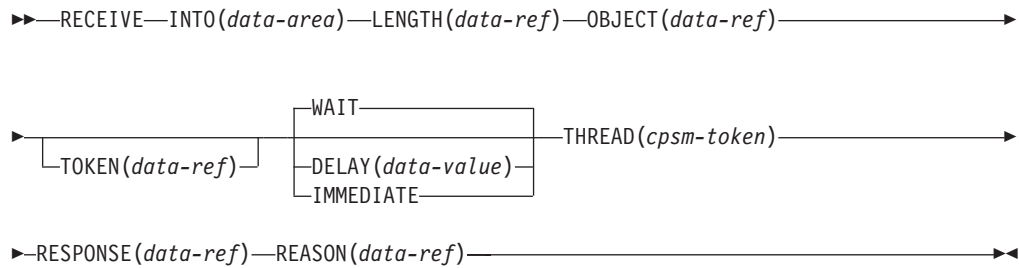 RECEIVE INTO(data-area) LENGTH(data-ref) OBJECT(data-ref)
WAIT
TOKEN(data-ref) DELAY(data-value) THREAD(cpsm-token)
IMMEDIATE
RESPONSE(data-ref) REASON(data-ref)